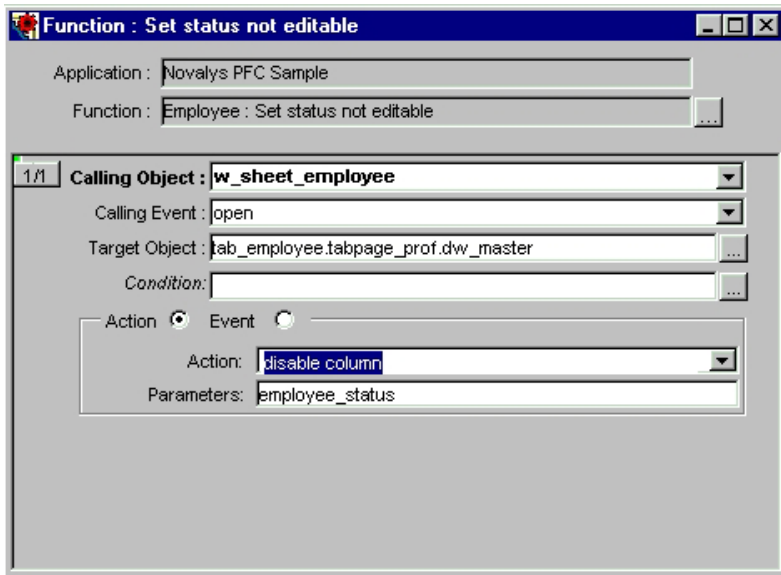 Function : Set status not editable
Application : Novalys PFC Sample
Function : Employee : Set status not editable ...
1/1 Calling Object : w_sheet_employee
Calling Event : open
Target Object : tab_employee.tabpage_prof.dw_master ...
Condition: ...
Action Event
Action: disable column
Parameters: employee_status